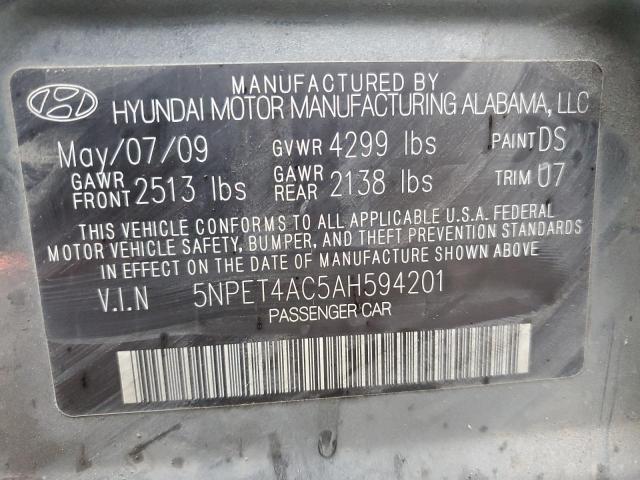 MANUFACTURED BY
HYUNDAI MOTOR MANUFACTURING ALABAMA, LLC
May/07/09 GVWR 4299 lbs PAINT DS
GAWR FRONT 2513 lbs GAWR REAR 2138 lbs TRIM 07
THIS VEHICLE CONFORMS TO ALL APPLICABLE U.S.A. FEDERAL
MOTOR VEHICLE SAFETY, BUMPER, AND THEFT PREVENTION STANDARDS
IN EFFECT ON THE DATE OF MANUFACTURE SHOWN ABOVE
V.I.N 5NPET4AC5AH594201
PASSENGER CAR